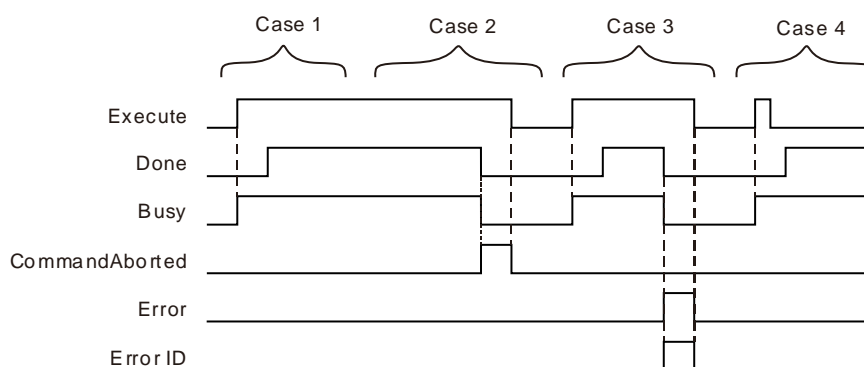 Case 1
Case 2
Case 3
Case 4
Execute
Done
Busy
CommandAborted
Error
Error ID